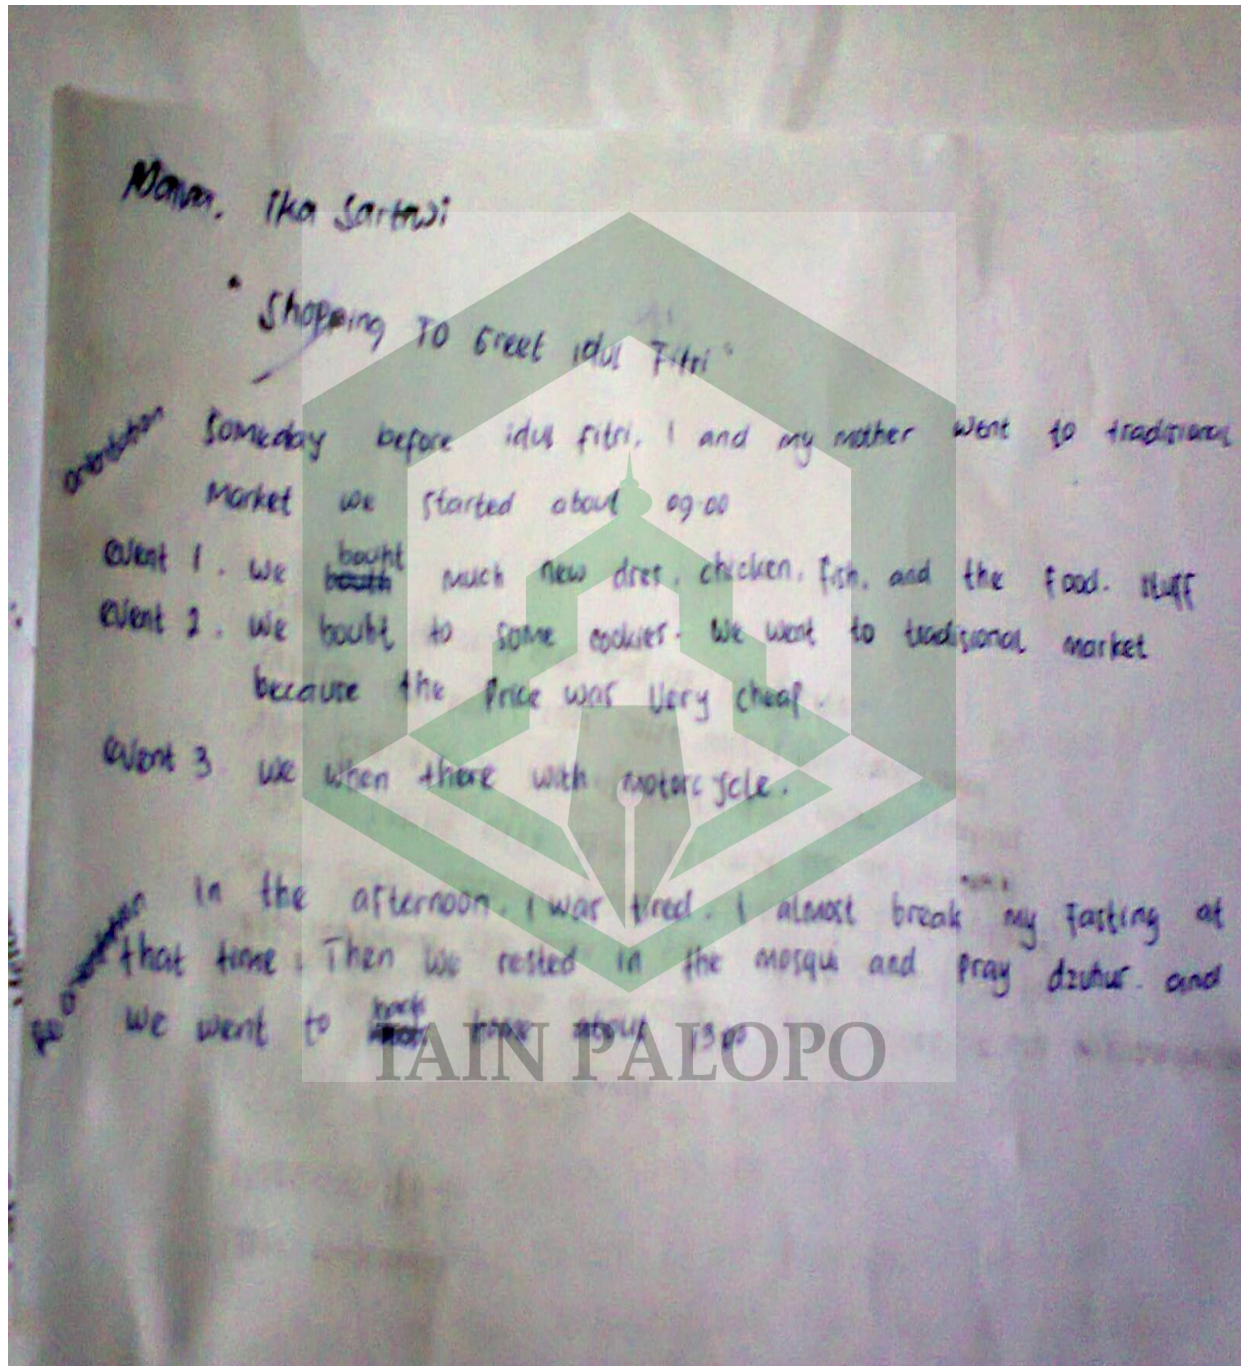 Nama. Ika Sartwi
"Shopping TO Greet idul Fitri"
orientation Someday before idul fitri. I and my mother went to traditional
Market we started about 09.00
Event 1. We bouht much new dres. chicken. fish. and the food. stuff
Event 2. We bouht to some cookies. We went to tradisional market
because the price was very cheap.
Event 3 we when there with motorcycle.
Re orientation In the afternoon. I was tired. I almost break my Fasting at
that time. Then we rested in the mosqui and pray dzuhur. and
we went to back home about 13.00
IAIN PALOPO